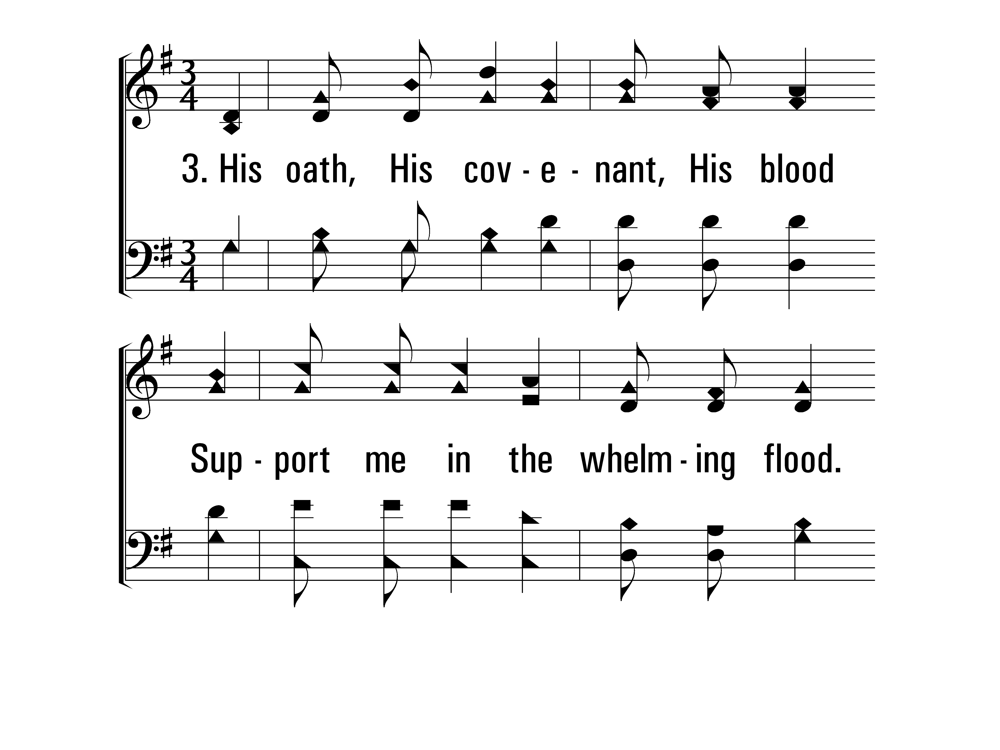 3. His oath, His cov - e - nant, His blood
Sup - port me in the whelm - ing flood.